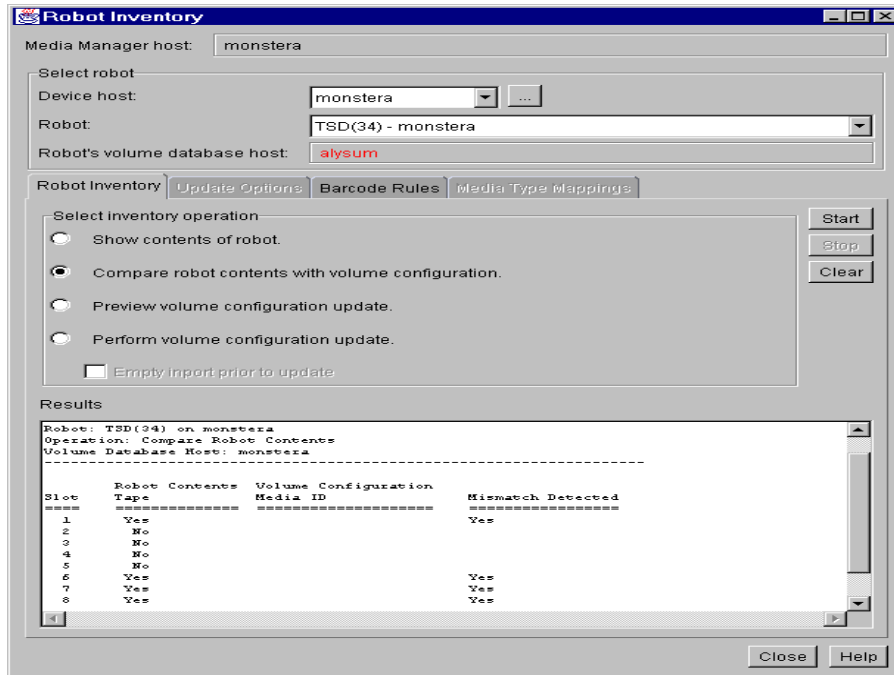 Robot Inventory
Media Manager host: monstera
Select robot
Device host: monstera ...
Robot: TSD(34) - monstera
Robot's volume database host: alysum
Robot Inventory Update Options Barcode Rules Media Type Mappings
Select inventory operation
Start
Show contents of robot.
Stop
Compare robot contents with volume configuration.
Clear
Preview volume configuration update.
Perform volume configuration update.
Empty inport prior to update
Results
Robot: TSD(34) on monstera
Operation: Compare Robot Contents
Volume Database Host: monstera
--------------------------------------------------------------------------
Robot Contents Volume Configuration
Slot Tape Media ID Mismatch Detected
==== ============== ==================== =================
1 Yes Yes
2 No
3 No
4 No
5 No
6 Yes Yes
7 Yes Yes
8 Yes Yes
Close Help